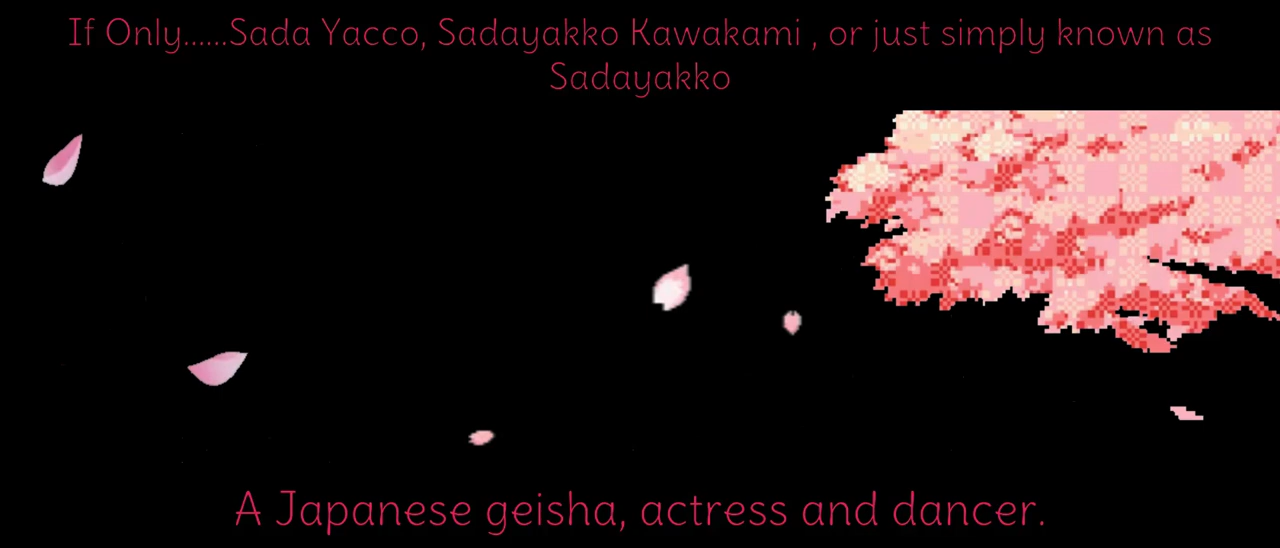 If Only......Sada Yacco, Sadayakko Kawakami , or just simply known as
Sadayakko
A Japanese geisha, actress and dancer.